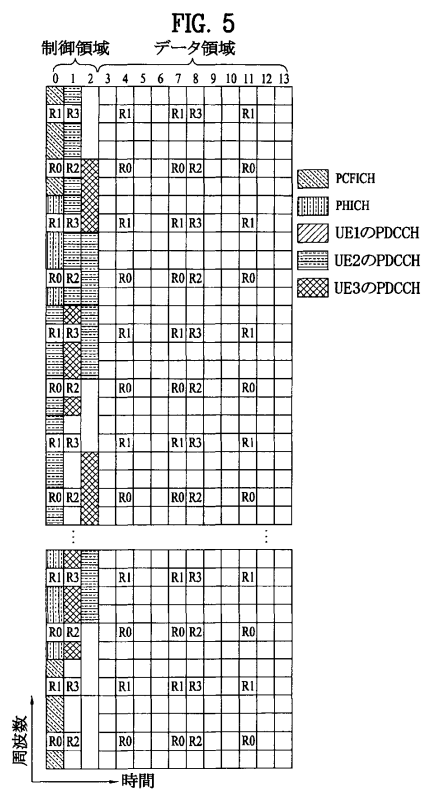 FIG. 5
制御領域 データ領域
0 1 2 3 4 5 6 7 8 9 10 11 12 13
R1 R3 R1 R1 R3 R1
R0 R2 R0 R0 R2 R0
R1 R3 R1 R1 R3 R1
R0 R2 R0 R0 R2 R0
R1 R3 R1 R1 R3 R1
R0 R2 R0 R0 R2 R0
R1 R3 R1 R1 R3 R1
R0 R2 R0 R0 R2 R0
R1 R3 R1 R1 R3 R1
R0 R2 R0 R0 R2 R0
R1 R3 R1 R1 R3 R1
R0 R2 R0 R0 R2 R0
周波数
時間
PCFICH
PHICH
UE1のPDCCH
UE2のPDCCH
UE3のPDCCH